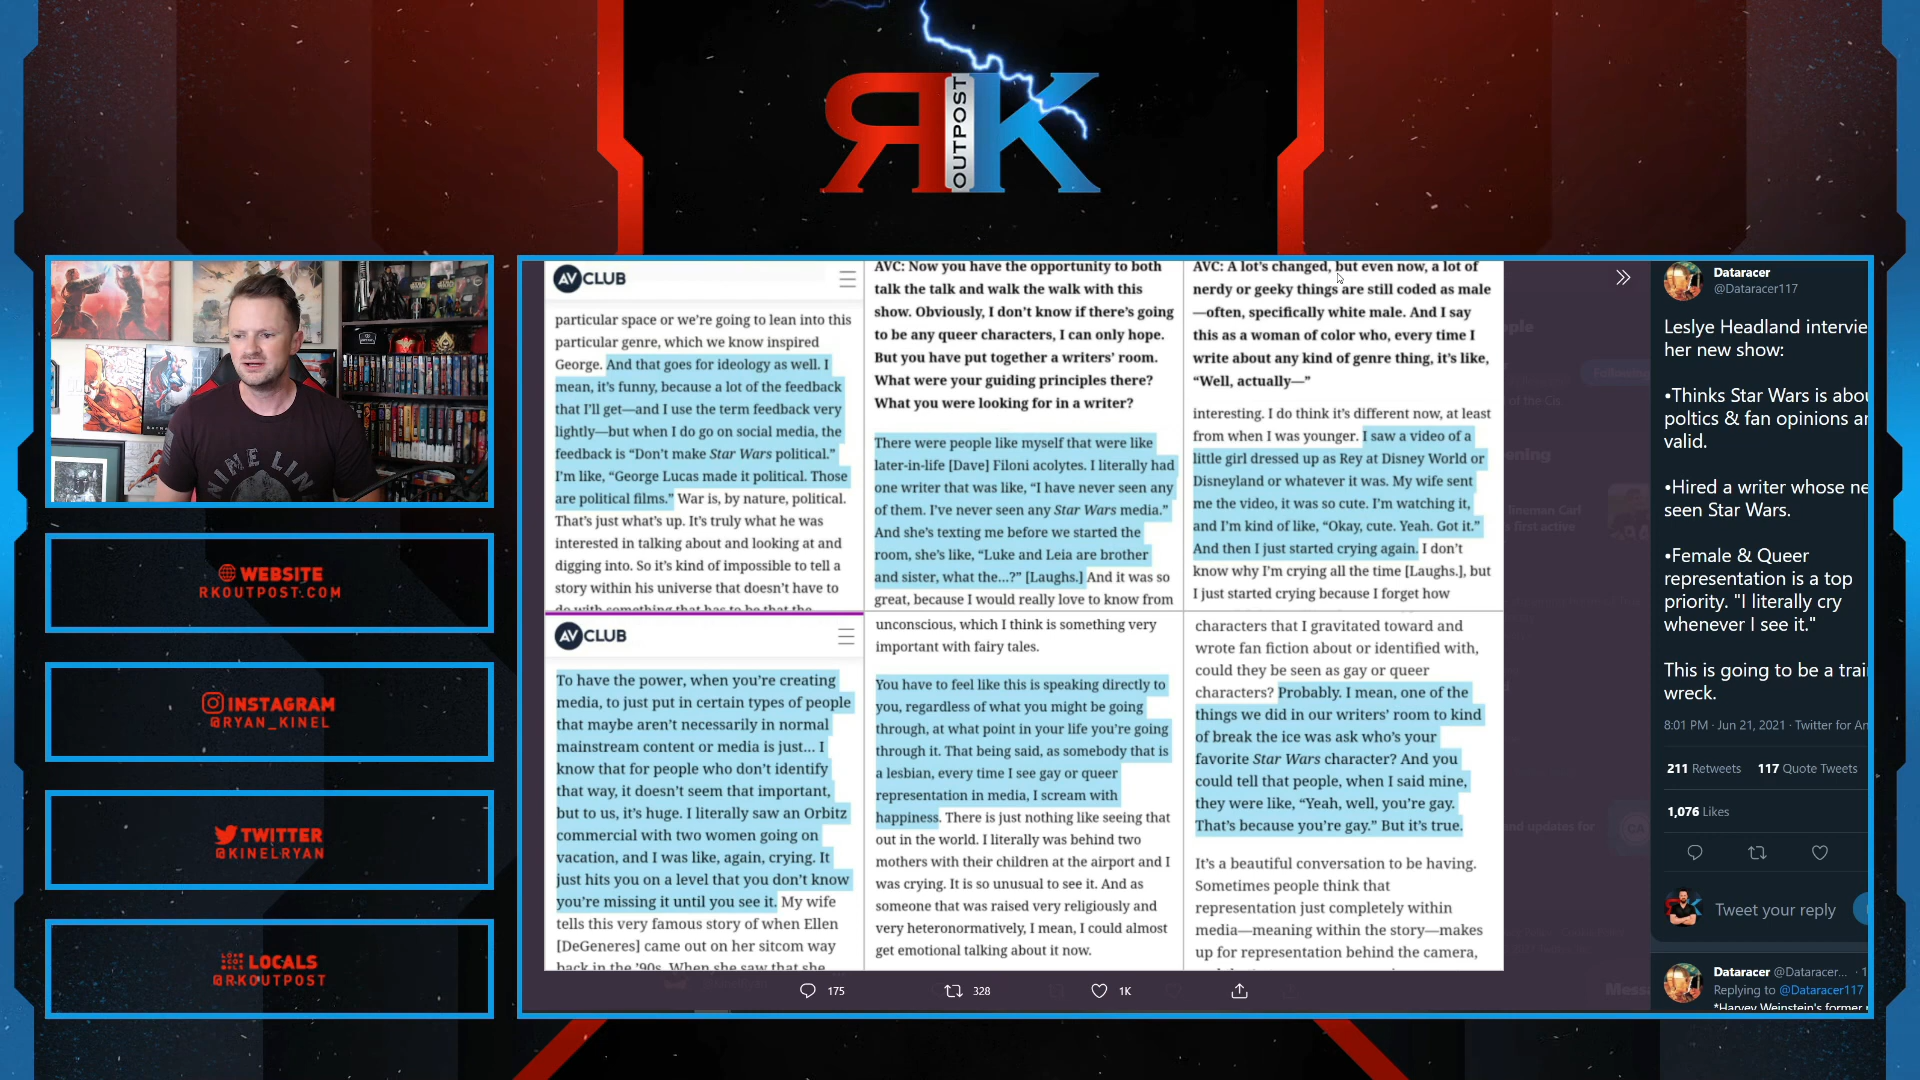 RK
OUTPOST
WEBSITE
RKOUTPOST.COM
INSTAGRAM
@RYAN_KINEL
TWITTER
@KINELRYAN
LOCALS
@RKOUTPOST
NINE LINE
AV CLUB
particular space or we're going to lean into this
particular genre, which we know inspired
George. And that goes for ideology as well. I
mean, it's funny, because a lot of the feedback
that I'll get—and I use the term feedback very
lightly—but when I do go on social media, the
feedback is "Don't make Star Wars political."
I'm like, "George Lucas made it political. Those
are political films." War is, by nature, political.
That's just what's up. It's truly what he was
interested in talking about and looking at and
digging into. So it's kind of impossible to tell a
story within his universe that doesn't have to
do with something that has to be that the
AVC: Now you have the opportunity to both
talk the talk and walk the walk with this
show. Obviously, I don't know if there's going
to be any queer characters, I can only hope.
But you have put together a writers' room.
What were your guiding principles there?
What you were looking for in a writer?
There were people like myself that were like
later-in-life [Dave] Filoni acolytes. I literally had
one writer that was like, "I have never seen any
of them. I've never seen any Star Wars media."
And she's texting me before we started the
room, she's like, "Luke and Leia are brother
and sister, what the...?" [Laughs.] And it was so
great, because I would really love to know from
AVC: A lot's changed, but even now, a lot of
nerdy or geeky things are still coded as male
—often, specifically white male. And I say
this as a woman of color who, every time I
write about any kind of genre thing, it's like,
"Well, actually—"
interesting. I do think it's different now, at least
from when I was younger. I saw a video of a
little girl dressed up as Rey at Disney World or
Disneyland or whatever it was. My wife sent
me the video, it was so cute. I'm watching it,
and I'm kind of like, "Okay, cute. Yeah. Got it."
And then I just started crying again. I don't
know why I'm crying all the time [Laughs.], but
I just started crying because I forget how
AV CLUB
To have the power, when you're creating
media, to just put in certain types of people
that maybe aren't necessarily in normal
mainstream content or media is just... I
know that for people who don't identify
that way, it doesn't seem that important,
but to us, it's huge. I literally saw an Orbitz
commercial with two women going on
vacation, and I was like, again, crying. It
just hits you on a level that you don't know
you're missing it until you see it. My wife
tells this very famous story of when Ellen
[DeGeneres] came out on her sitcom way
back in the '90s. When she saw that she
unconscious, which I think is something very
important with fairy tales.
You have to feel like this is speaking directly to
you, regardless of what you might be going
through, at what point in your life you're going
through it. That being said, as somebody that is
a lesbian, every time I see gay or queer
representation in media, I scream with
happiness. There is just nothing like seeing that
out in the world. I literally was behind two
mothers with their children at the airport and I
was crying. It is so unusual to see it. And as
someone that was raised very religiously and
very heteronormatively, I mean, I could almost
get emotional talking about it now.
characters that I gravitated toward and
wrote fan fiction about or identified with,
could they be seen as gay or queer
characters? Probably. I mean, one of the
things we did in our writers' room to kind
of break the ice was ask who's your
favorite Star Wars character? And you
could tell that people, when I said mine,
they were like, "Yeah, well, you're gay.
That's because you're gay." But it's true.
It's a beautiful conversation to be having.
Sometimes people think that
representation just completely within
media—meaning within the story—makes
up for representation behind the camera,
175
328
1K
Dataracer
@Dataracer117
Leslye Headland intervie
her new show:
•Thinks Star Wars is abou
poltics & fan opinions ar
valid.
•Hired a writer whose ne
seen Star Wars.
•Female & Queer
representation is a top
priority. "I literally cry
whenever I see it."
This is going to be a trai
wreck.
8:01 PM · Jun 21, 2021 · Twitter for An
211 Retweets 117 Quote Tweets
1,076 Likes
Tweet your reply
Dataracer @Dataracer... · 1
Replying to @Dataracer117
*Harvey Weinstein's former